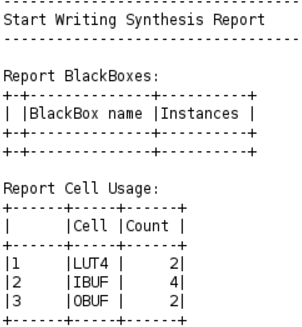 ---------------------------------
Start Writing Synthesis Report
---------------------------------

Report BlackBoxes:
+-+--------------+----------+
| |BlackBox name |Instances |
+-+--------------+----------+
+-+--------------+----------+

Report Cell Usage:
+------+-----+------+
|      |Cell |Count |
+------+-----+------+
|1     |LUT4 |     2|
|2     |IBUF |     4|
|3     |OBUF |     2|
+------+-----+------+